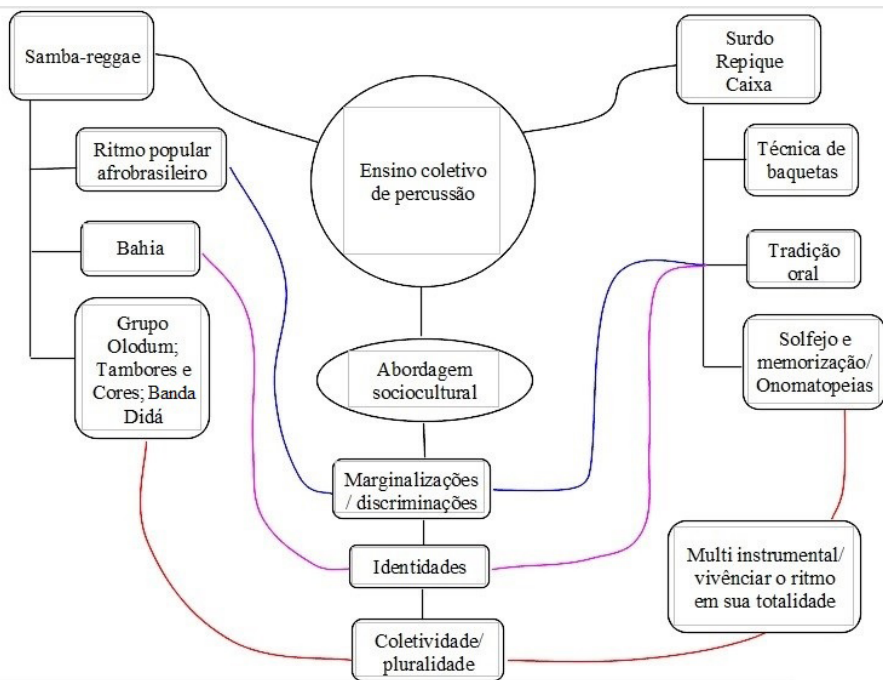 Samba-reggae
Ritmo popular
afrobrasileiro
Bahia
Grupo
Olodum;
Tambores e
Cores; Banda
Didá
Ensino coletivo
de percussão
Abordagem
sociocultural
Marginalizações
/ discriminações
Identidades
Coletividade/
pluralidade
Surdo
Repique
Caixa
Técnica de
baquetas
Tradição
oral
Solfejo e
memorização/
Onomatopeias
Multi instrumental/
vivênciar o ritmo
em sua totalidade